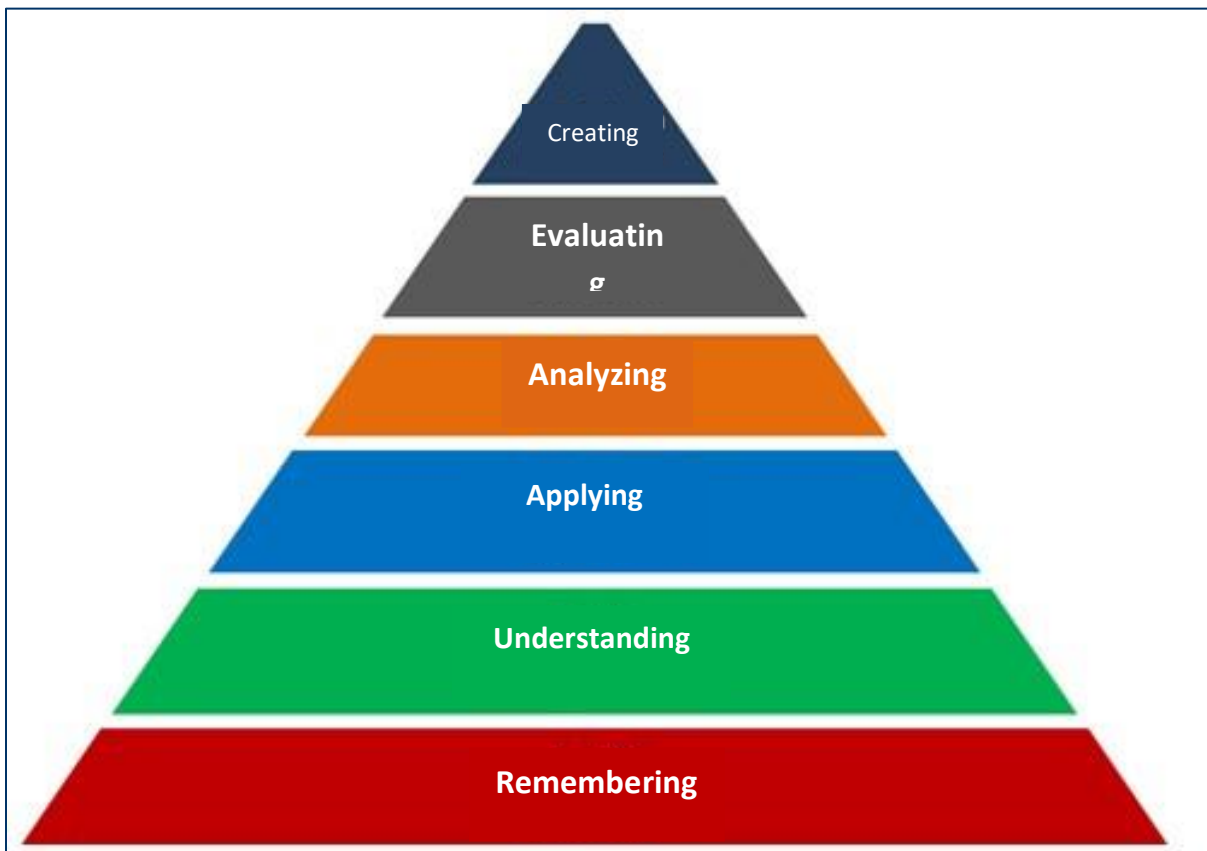 Creating
Evaluatin
g
Analyzing
Applying
Understanding
Remembering